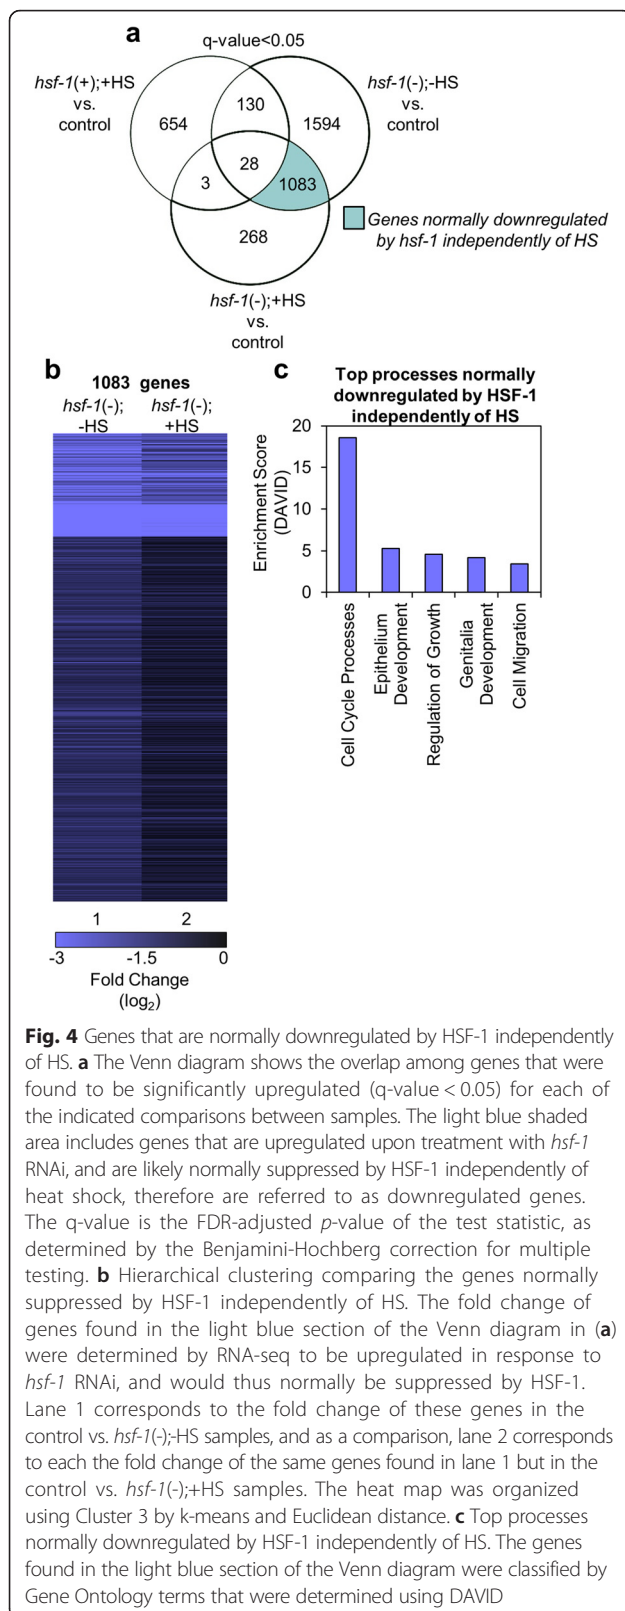 a
q-value<0.05
hsf-1(+);+HS
vs.
control
hsf-1(-);-HS
vs.
control
130
654
1594
28
3
1083
268
Genes normally downregulated
by hsf-1 independently of HS
hsf-1(-);+HS
vs.
control
b
1083 genes
hsf-1(-);
-HS
hsf-1(-);
+HS
1
2
-3
-1.5
0
Fold Change
(log2)
c
Top processes normally
downregulated by HSF-1
independently of HS
Enrichment Score
(DAVID)
20
15
10
5
0
Cell Cycle Processes
Epithelium
Development
Regulation of Growth
Genitalia
Development
Cell Migration
Fig. 4 Genes that are normally downregulated by HSF-1 independently
of HS. a The Venn diagram shows the overlap among genes that were
found to be significantly upregulated (q-value < 0.05) for each of
the indicated comparisons between samples. The light blue shaded
area includes genes that are upregulated upon treatment with hsf-1
RNAi, and are likely normally suppressed by HSF-1 independently of
heat shock, therefore are referred to as downregulated genes.
The q-value is the FDR-adjusted p-value of the test statistic, as
determined by the Benjamini-Hochberg correction for multiple
testing. b Hierarchical clustering comparing the genes normally
suppressed by HSF-1 independently of HS. The fold change of
genes found in the light blue section of the Venn diagram in (a)
were determined by RNA-seq to be upregulated in response to
hsf-1 RNAi, and would thus normally be suppressed by HSF-1.
Lane 1 corresponds to the fold change of these genes in the
control vs. hsf-1(-);-HS samples, and as a comparison, lane 2 corresponds
to each the fold change of the same genes found in lane 1 but in the
control vs. hsf-1(-);+HS samples. The heat map was organized
using Cluster 3 by k-means and Euclidean distance. c Top processes
normally downregulated by HSF-1 independently of HS. The genes
found in the light blue section of the Venn diagram were classified by
Gene Ontology terms that were determined using DAVID